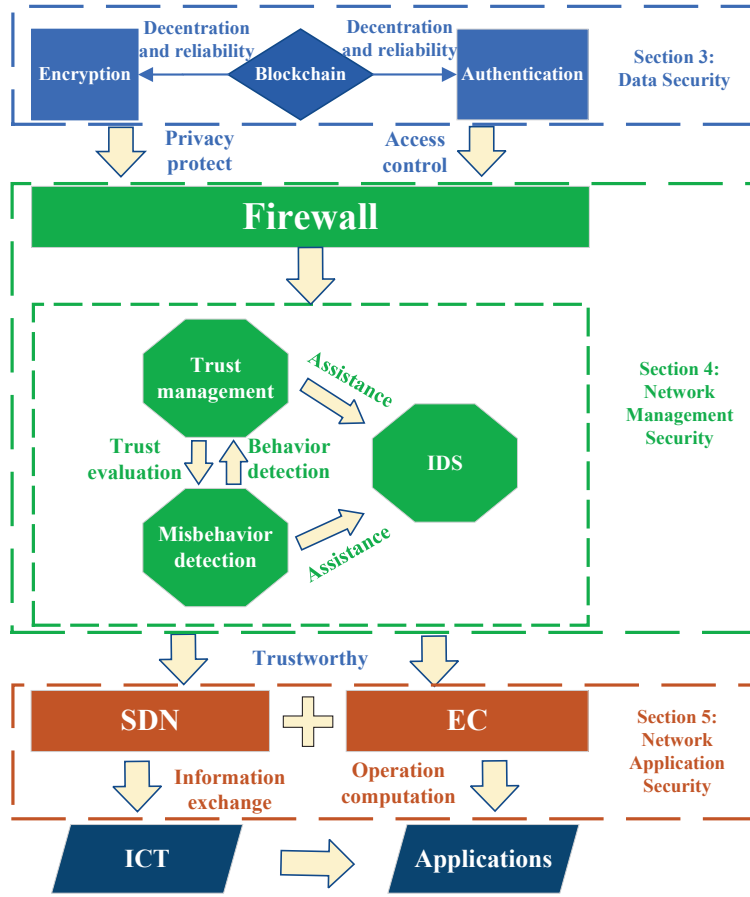 Decentration
and reliability
Decentration
and reliability
Encryption
Blockchain
Authentication
Section 3:
Data Security
Privacy
protect
Access
control
Firewall
Trust
management
Assistance
IDS
Trust
evaluation
Behavior
detection
Misbehavior
detection
Assistance
Section 4:
Network
Management
Security
Trustworthy
SDN
EC
Section 5:
Network
Application
Security
Information
exchange
Operation
computation
ICT
Applications